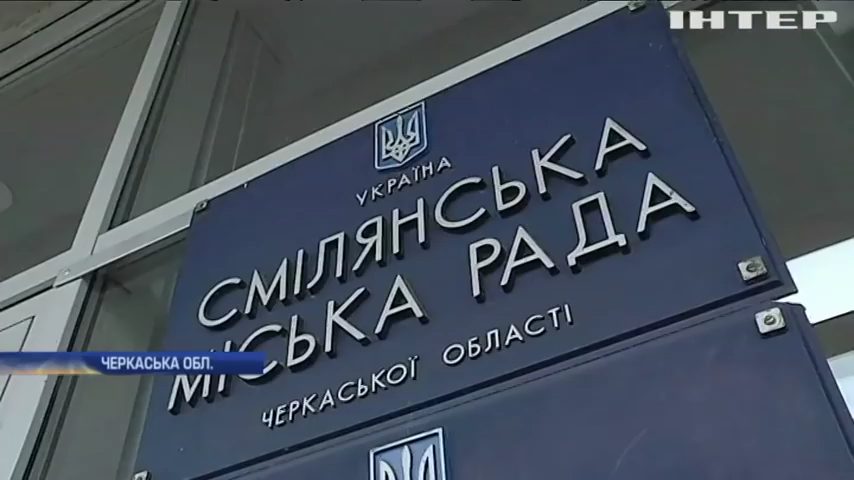 ІНТЕР
УКРАЇНА
СМІЛЯНСЬКА
МІСЬКА РАДА
ЧЕРКАСЬКОЇ ОБЛАСТІ
ЧЕРКАСЬКА ОБЛ.